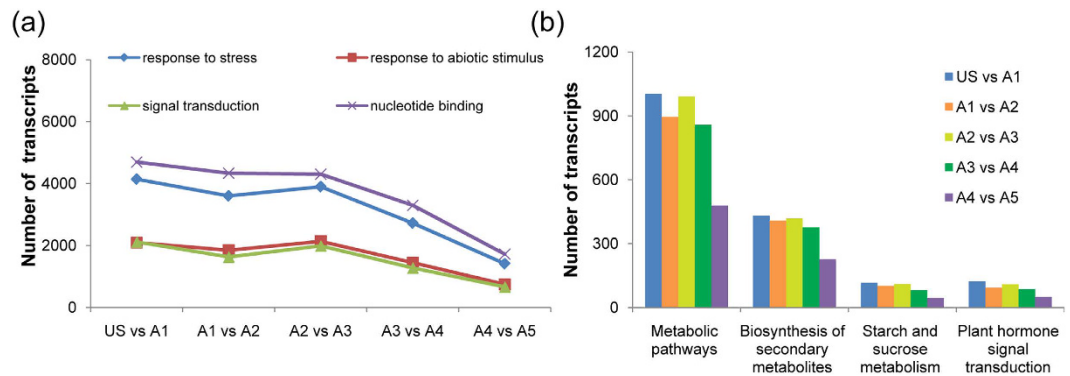 (a)
Number of transcripts
8000
6000
4000
2000
0
response to stress
response to abiotic stimulus
signal transduction
nucleotide binding
US vs A1
A1 vs A2
A2 vs A3
A3 vs A4
A4 vs A5
(b)
Number of transcripts
1200
900
600
300
0
US vs A1
A1 vs A2
A2 vs A3
A3 vs A4
A4 vs A5
Metabolic
pathways
Biosynthesis of
secondary
metabolites
Starch and
sucrose
metabolism
Plant hormone
signal
transduction